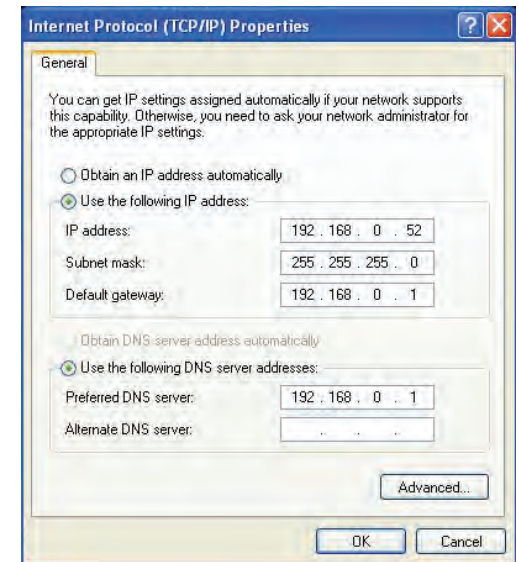 Internet Protocol (TCP/IP) Properties
General
You can get IP settings assigned automatically if your network supports
this capability. Otherwise, you need to ask your network administrator for
the appropriate IP settings.
Obtain an IP address automatically
Use the following IP address:
IP address: 192 . 168 . 0 . 52
Subnet mask: 255 . 255 . 255 . 0
Default gateway: 192 . 168 . 0 . 1
Obtain DNS server address automatically
Use the following DNS server addresses:
Preferred DNS server: 192 . 168 . 0 . 1
Alternate DNS server: . . .
Advanced...
OK Cancel